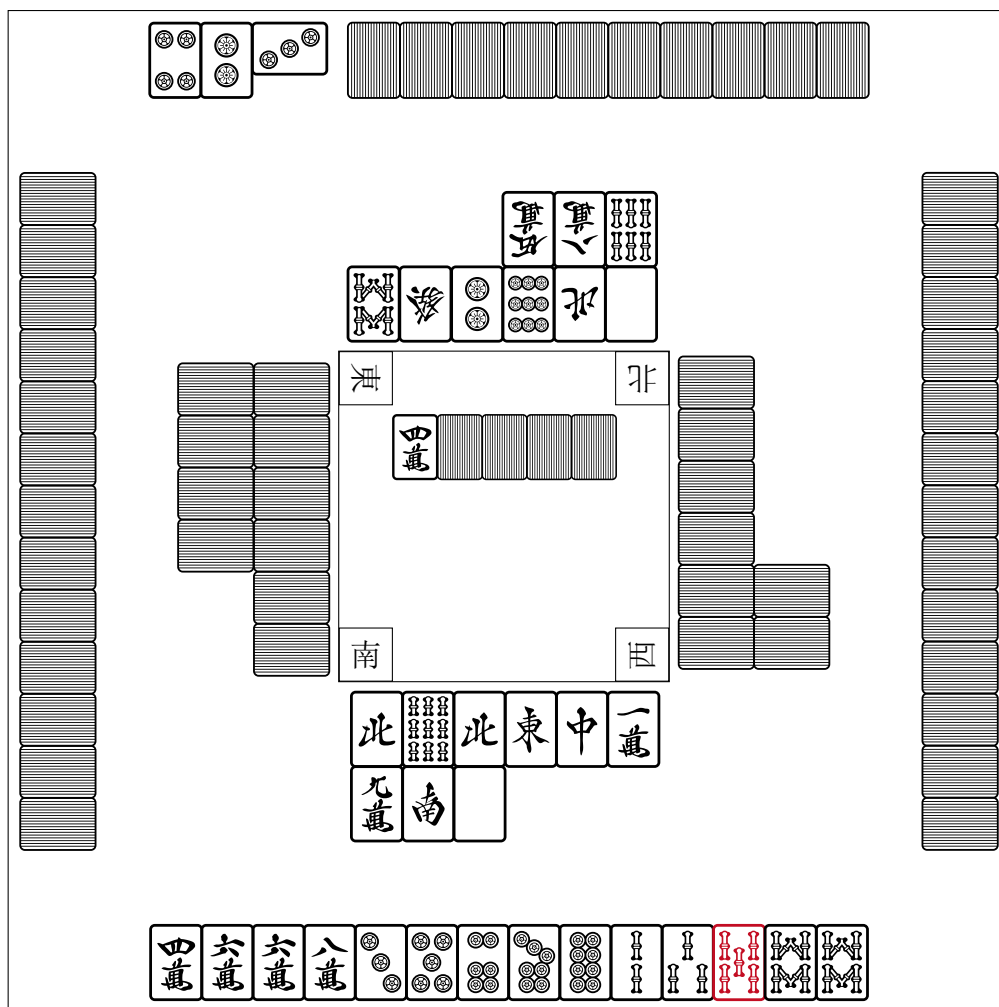 伍萬 八萬
發 北
東 北
四萬
南 西
北 北 東 中 一萬
九萬 南
四萬 六萬 六萬 八萬